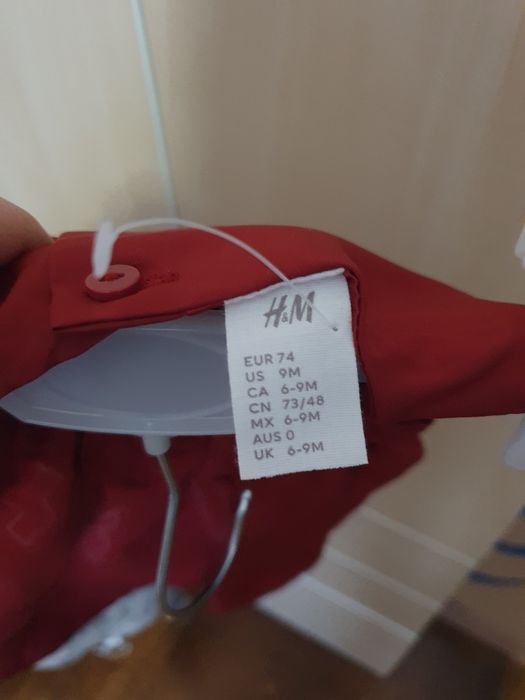 H&M
EUR 74
US 9M
CA 6-9M
CN 73/48
MX 6-9M
AUS 0
UK 6-9M